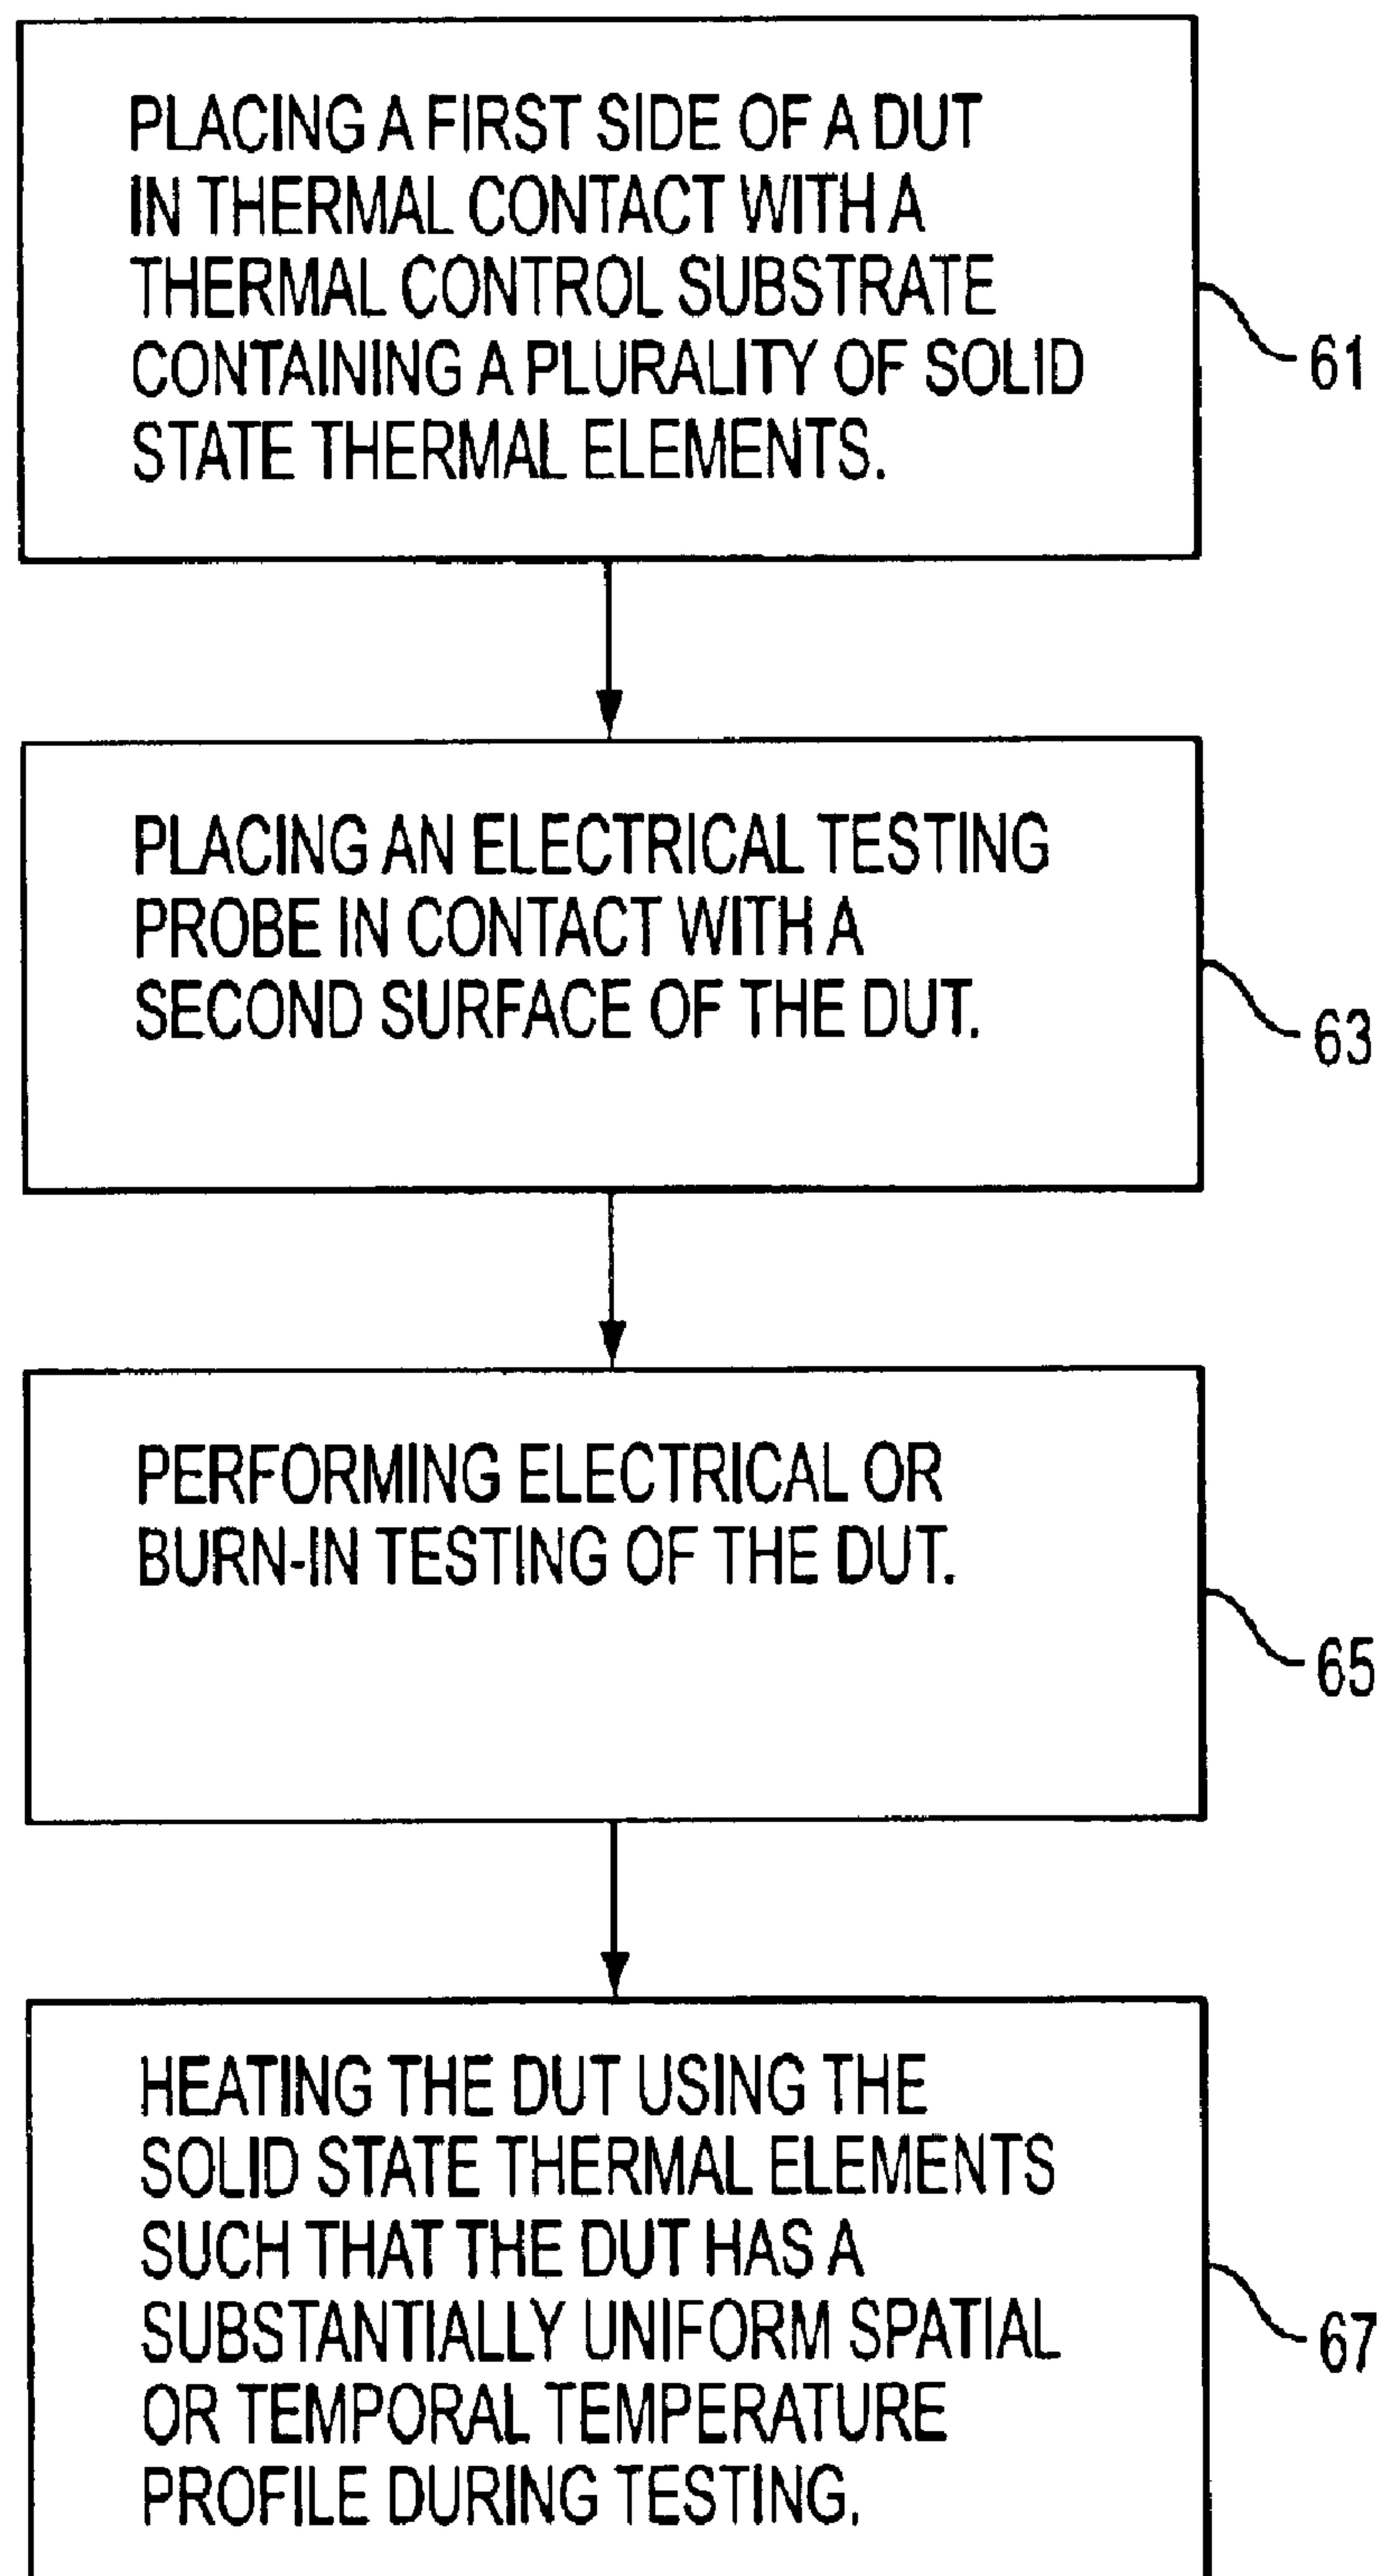 PLACING A FIRST SIDE OF A DUT
IN THERMAL CONTACT WITH A
THERMAL CONTROL SUBSTRATE
CONTAINING A PLURALITY OF SOLID
STATE THERMAL ELEMENTS.
61
PLACING AN ELECTRICAL TESTING
PROBE IN CONTACT WITH A
SECOND SURFACE OF THE DUT.
63
PERFORMING ELECTRICAL OR
BURN-IN TESTING OF THE DUT.
65
HEATING THE DUT USING THE
SOLID STATE THERMAL ELEMENTS
SUCH THAT THE DUT HAS A
SUBSTANTIALLY UNIFORM SPATIAL
OR TEMPORAL TEMPERATURE
PROFILE DURING TESTING.
67